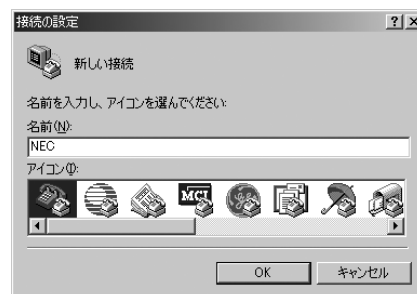 接続の設定
新しい接続
名前を入力し、アイコンを選んでください:
名前(N):
NEC
アイコン(I):
MCI
OK キャンセル